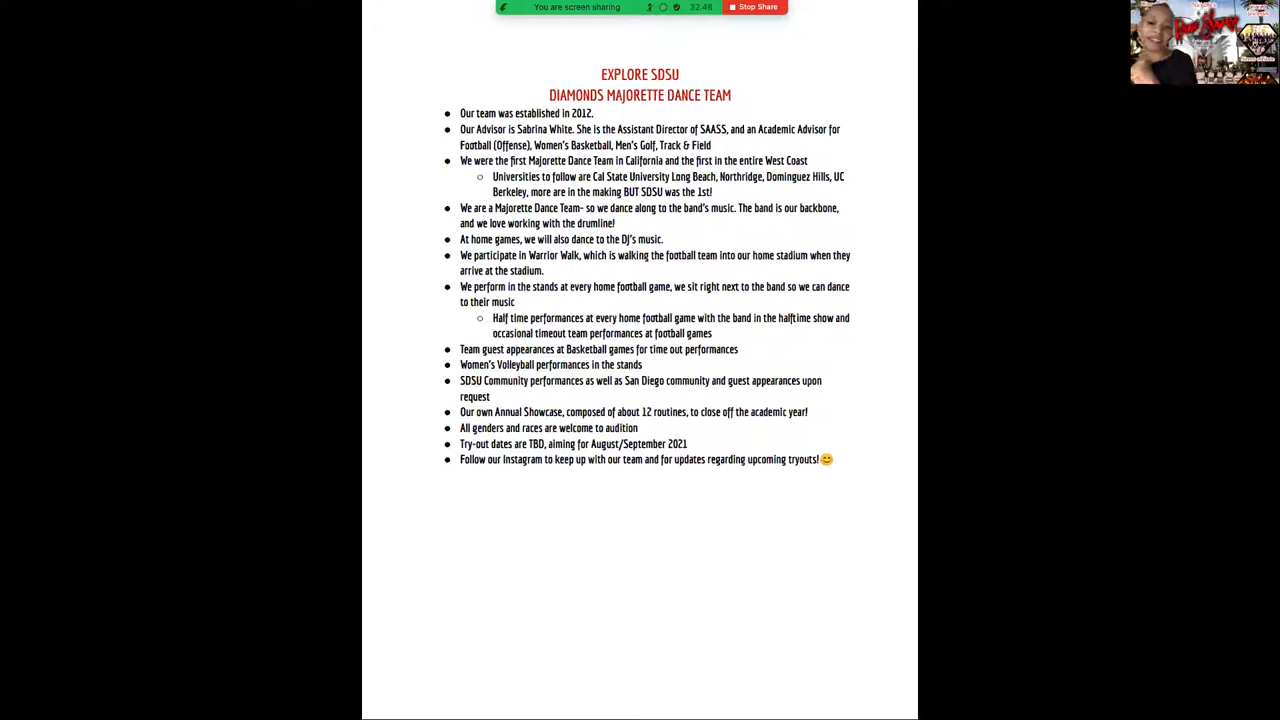 You are screen sharing 32:46 Stop Share
EXPLORE SDSU
DIAMONDS MAJORETTE DANCE TEAM
● Our team was established in 2012.
● Our Advisor is Sabrina White. She is the Assistant Director of SAASS, and an Academic Advisor for
Football (Offense), Women's Basketball, Men's Golf, Track & Field
● We were the first Majorette Dance Team in California and the first in the entire West Coast
○ Universities to follow are Cal State University Long Beach, Northridge, Dominguez Hills, UC
Berkeley, more are in the making BUT SDSU was the 1st!
● We are a Majorette Dance Team- so we dance along to the band's music. The band is our backbone,
and we love working with the drumline!
● At home games, we will also dance to the DJ's music.
● We participate in Warrior Walk, which is walking the football team into our home stadium when they
arrive at the stadium.
● We perform in the stands at every home football game, we sit right next to the band so we can dance
to their music
○ Half time performances at every home football game with the band in the halftime show and
occasional timeout team performances at football games
● Team guest appearances at Basketball games for time out performances
● Women's Volleyball performances in the stands
● SDSU Community performances as well as San Diego community and guest appearances upon
request
● Our own Annual Showcase, composed of about 12 routines, to close off the academic year!
● All genders and races are welcome to audition
● Try-out dates are TBD, aiming for August/September 2021
● Follow our Instagram to keep up with our team and for updates regarding upcoming tryouts!😊